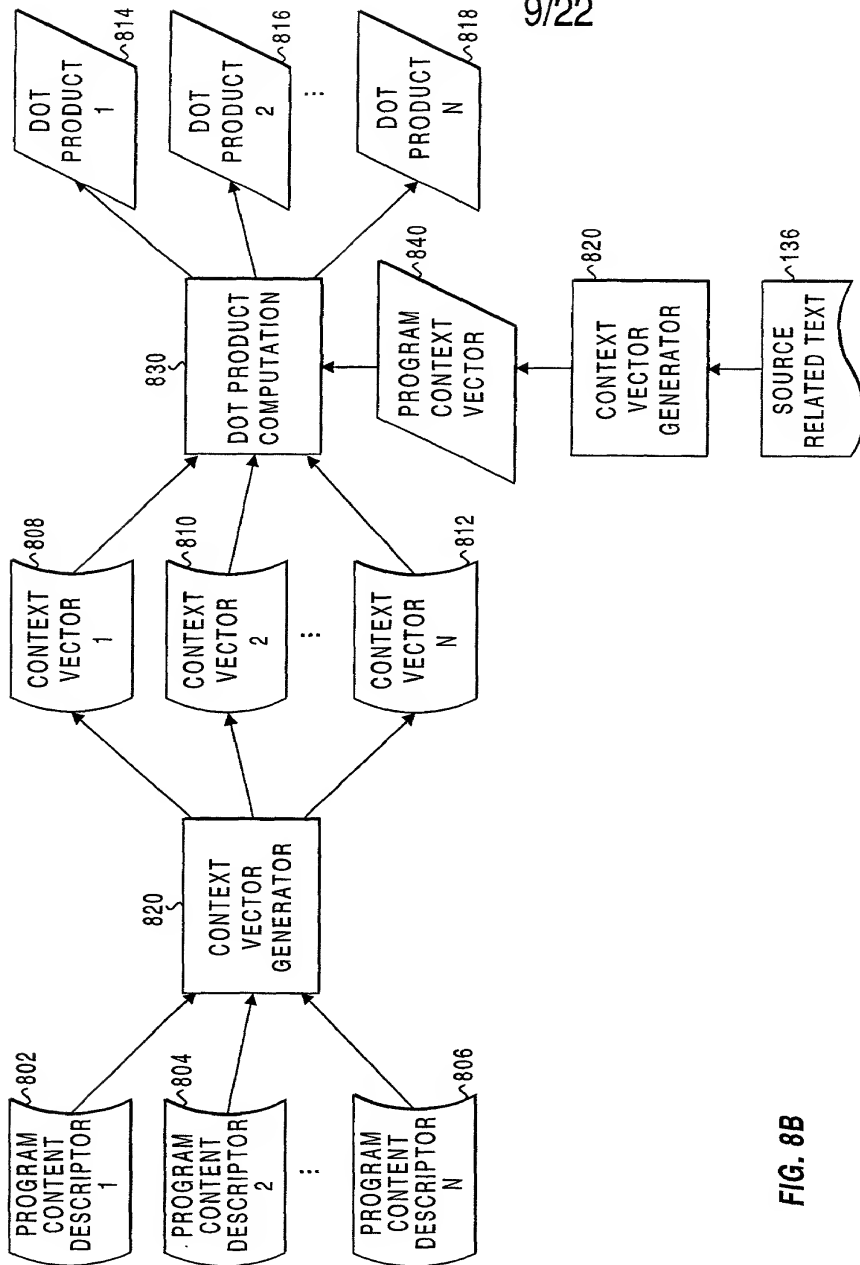 9/22
PROGRAM
CONTENT
DESCRIPTOR
1
802
PROGRAM
CONTENT
DESCRIPTOR
2
804
⋮
PROGRAM
CONTENT
DESCRIPTOR
N
806
820
CONTEXT
VECTOR
GENERATOR
CONTEXT
VECTOR
1
808
CONTEXT
VECTOR
2
810
⋮
CONTEXT
VECTOR
N
812
830
DOT PRODUCT
COMPUTATION
DOT
PRODUCT
1
814
DOT
PRODUCT
2
816
⋮
DOT
PRODUCT
N
818
PROGRAM
CONTEXT
VECTOR
840
CONTEXT
VECTOR
GENERATOR
820
SOURCE
RELATED TEXT
136
FIG. 8B